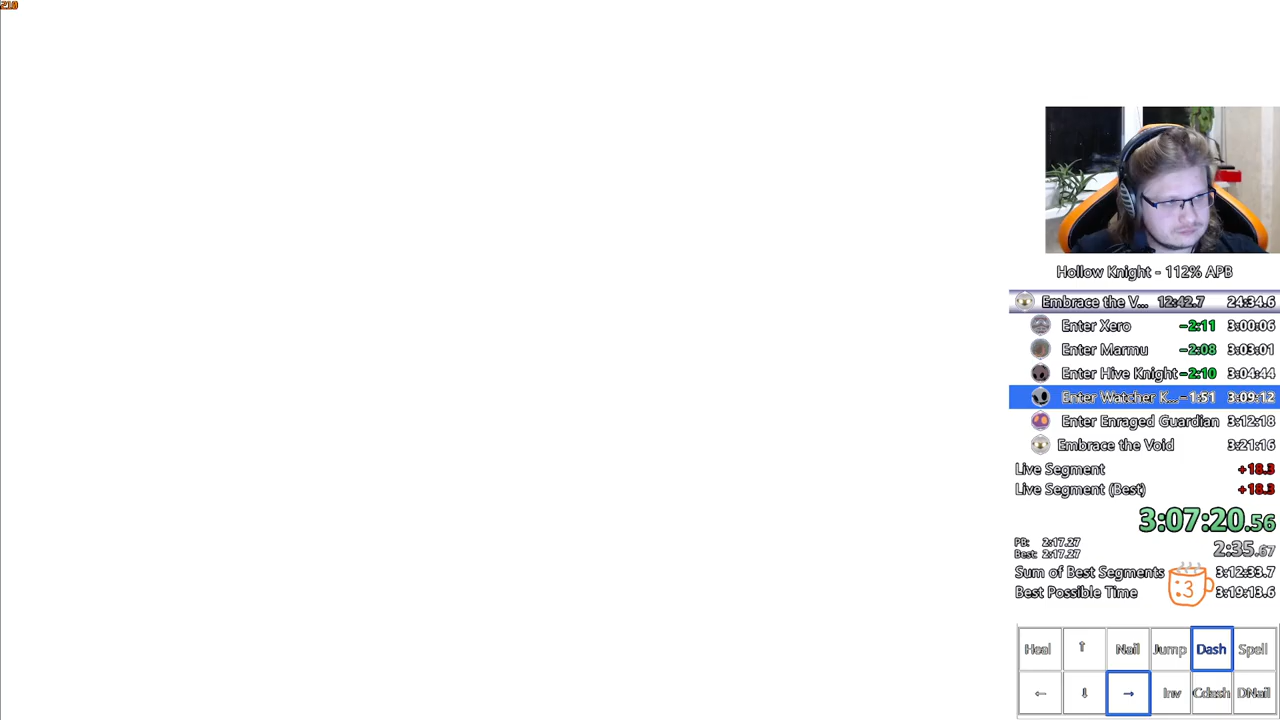 210
Hollow Knight - 112% APB
Embrace the V... 12:42.7 24:34.6
Enter Xero -2:11 3:00:06
Enter Marmu -2:08 3:03:01
Enter Hive Knight -2:10 3:04:44
Enter Watcher K... -1:51 3:09:12
Enter Enraged Guardian 3:12:18
Embrace the Void 3:21:16
Live Segment +18.3
Live Segment (Best) +18.3
3:07:20.56
PB: 2:17.27 2:35.67
Best: 2:17.27
Sum of Best Segments 3:12:33.7
Best Possible Time 3:19:13.6
Heal ↑ Nail Jump Dash Spell
← ↓ → Inv Cdash DNail